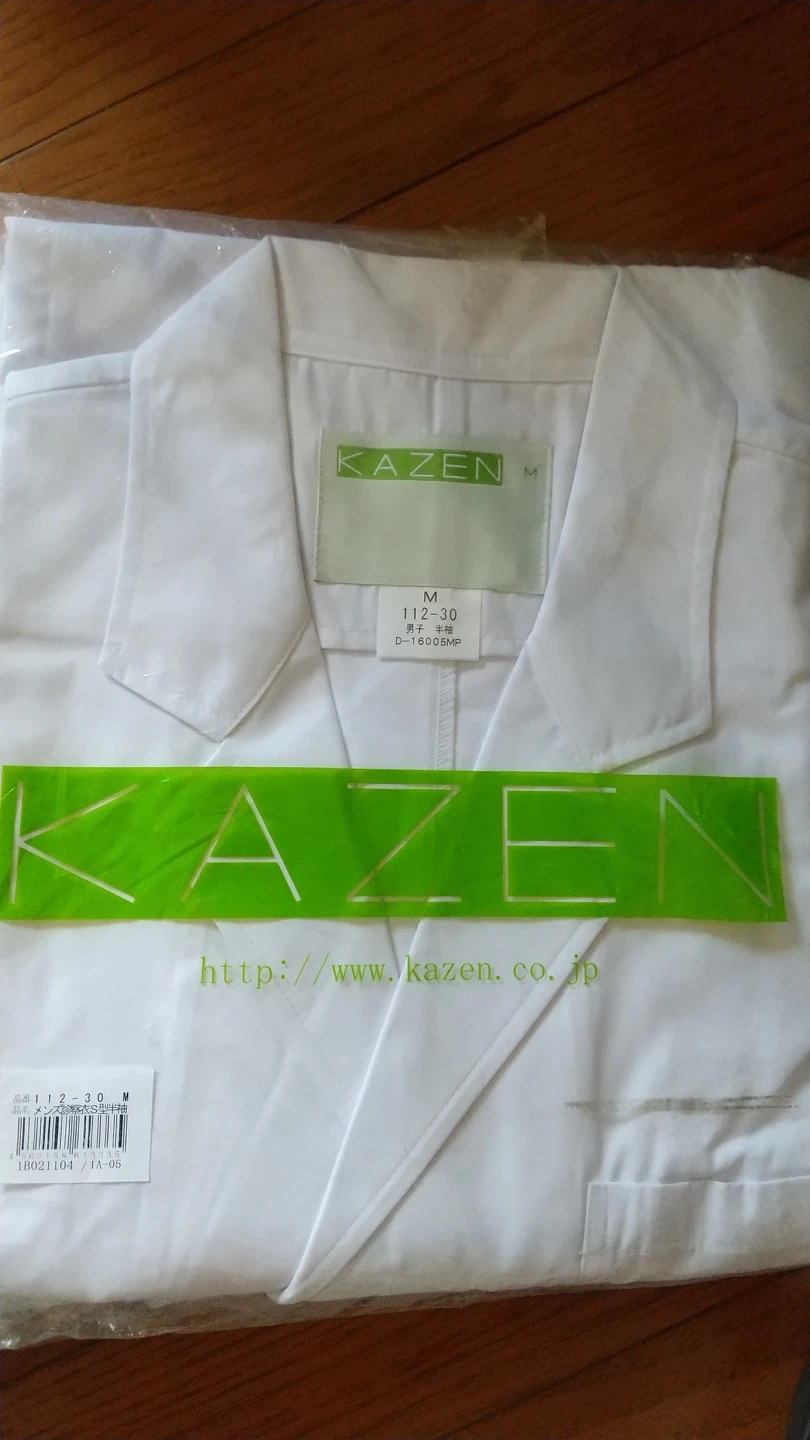 KAZEN M
M
112-30
男子 半袖
D-16005MP
KAZEN
http://www.kazen.co.jp
品番 112-30 M
品名 メンズ診察衣S型半袖
1B021104 /1A-05